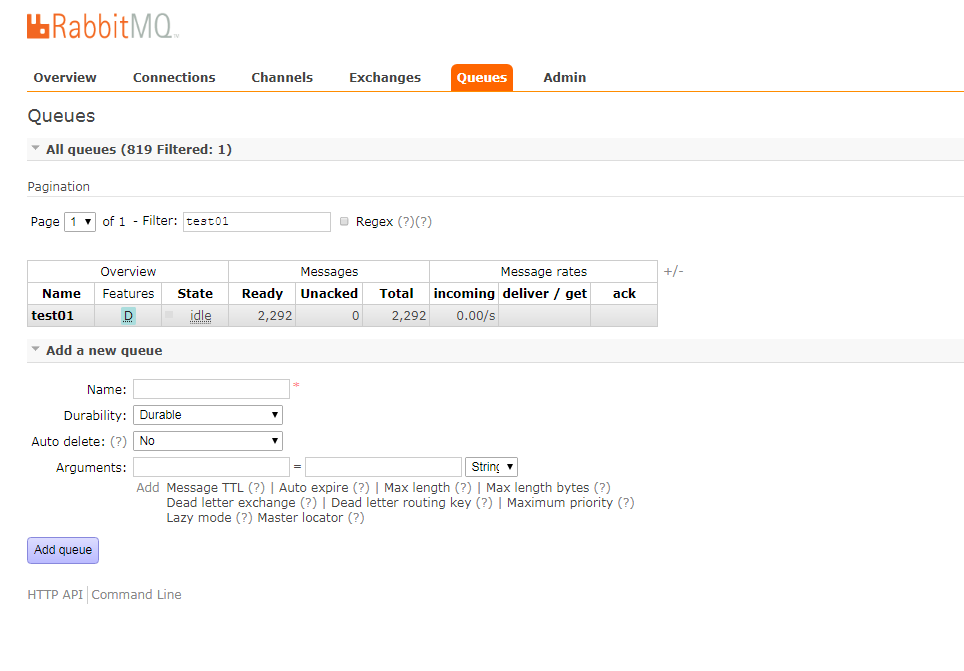 RabbitMQ™
Overview Connections Channels Exchanges Queues Admin
Queues
All queues (819 Filtered: 1)
Pagination
Page 1 of 1 - Filter: test01 Regex (?)(?)
Overview Messages Message rates +/-
Name Features State Ready Unacked Total incoming deliver / get ack
test01 D idle 2,292 0 2,292 0.00/s
Add a new queue
Name: *
Durability: Durable
Auto delete: (?) No
Arguments: = String
Add Message TTL (?) | Auto expire (?) | Max length (?) | Max length bytes (?)
Dead letter exchange (?) | Dead letter routing key (?) | Maximum priority (?)
Lazy mode (?) Master locator (?)
Add queue
HTTP API Command Line